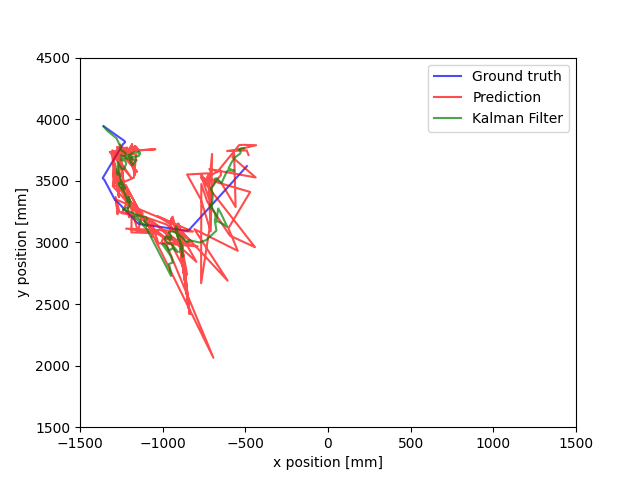 4500
4000
3500
3000
2500
2000
1500
y position [mm]
−1500
−1000
−500
0
500
1000
1500
x position [mm]
Ground truth
Prediction
Kalman Filter